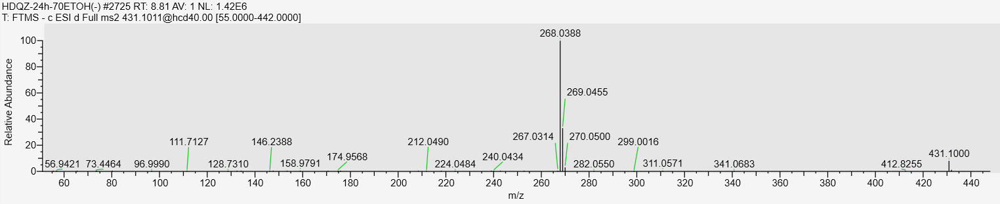 HDQZ-24h-70ETOH(-) #2725 RT: 8.81 AV: 1 NL: 1.42E6
T: FTMS - c ESI d Full ms2 431.1011@hcd40.00 [55.0000-442.0000]
268.0388
100
80
269.0455
60
Relative Abundance
40
111.7127 146.2388 212.0490 267.0314 270.0500 299.0016
20
174.9568 240.0434 431.1000
56.9421 73.4464 96.9990 128.7310 158.9791 224.0484 282.0550 311.0571 341.0683 412.8255
0
60 80 100 120 140 160 180 200 220 240 260 280 300 320 340 360 380 400 420 440
m/z